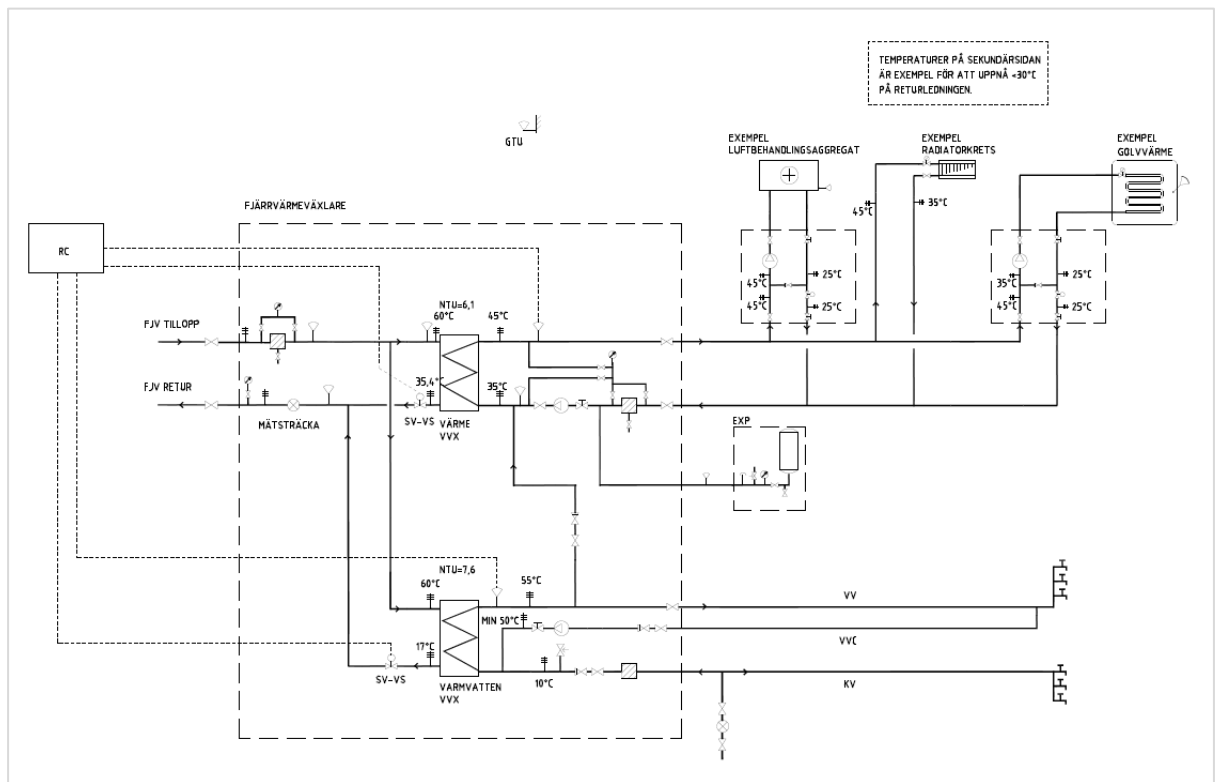 TEMPERATURER PÅ SEKUNDÄRSIDAN
ÄR EXEMPEL FÖR ATT UPPNÅ <30°C
PÅ RETURLEDNINGEN.
GTU
EXEMPEL
LUFTBEHANDLINGSAGGREGAT
EXEMPEL
RADIATORKRETS
EXEMPEL
GOLVVÄRME
45°C
35°C
FJÄRRVÄRMEVÄXLARE
RC
25°C
45°C
45°C
25°C
25°C
35°C
45°C
25°C
NTU=6,1
60°C
45°C
FJV TILLOPP
FJV RETUR
35,4°C
35°C
MÄTSTRÄCKA
SV-VS
VÄRME
VVX
EXP
NTU=7,6
60°C
55°C
VV
MIN 50°C
VVC
17°C
SV-VS
10°C
KV
VARMVATTEN
VVX